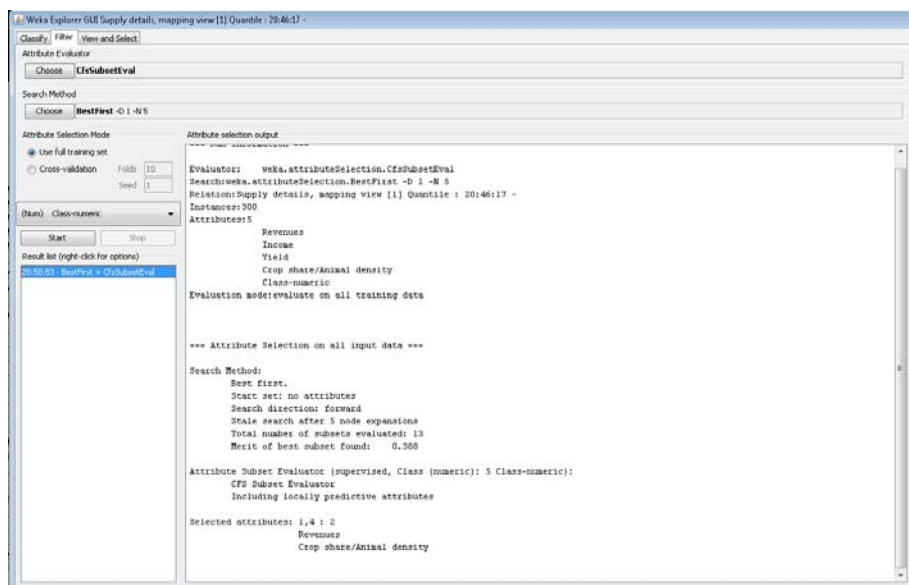 Weka Explorer GUI Supply details, mapping view [1] Quantile : 20:46:17 -
Classify Filter View and Select
Attribute Evaluator
Choose CfsSubsetEval
Search Method
Choose BestFirst -D 1 -N 5
Attribute Selection Mode
Use full training set
Cross-validation Folds 10
Seed 1
(Num) Class-numeric
Start Stop
Result list (right-click for options)
20:50:53 - BestFirst + CfsSubsetEval
Attribute selection output
=== Run information ===
Evaluator: weka.attributeSelection.CfsSubsetEval
Search:weka.attributeSelection.BestFirst -D 1 -N 5
Relation:Supply details, mapping view [1] Quantile : 20:46:17 -
Instances:300
Attributes:5
Revenues
Income
Yield
Crop share/Animal density
Class-numeric
Evaluation mode:evaluate on all training data
=== Attribute Selection on all input data ===
Search Method:
Best first.
Start set: no attributes
Search direction: forward
Stale search after 5 node expansions
Total number of subsets evaluated: 13
Merit of best subset found: 0.388
Attribute Subset Evaluator (supervised, Class (numeric): 5 Class-numeric):
CFS Subset Evaluator
Including locally predictive attributes
Selected attributes: 1,4 : 2
Revenues
Crop share/Animal density